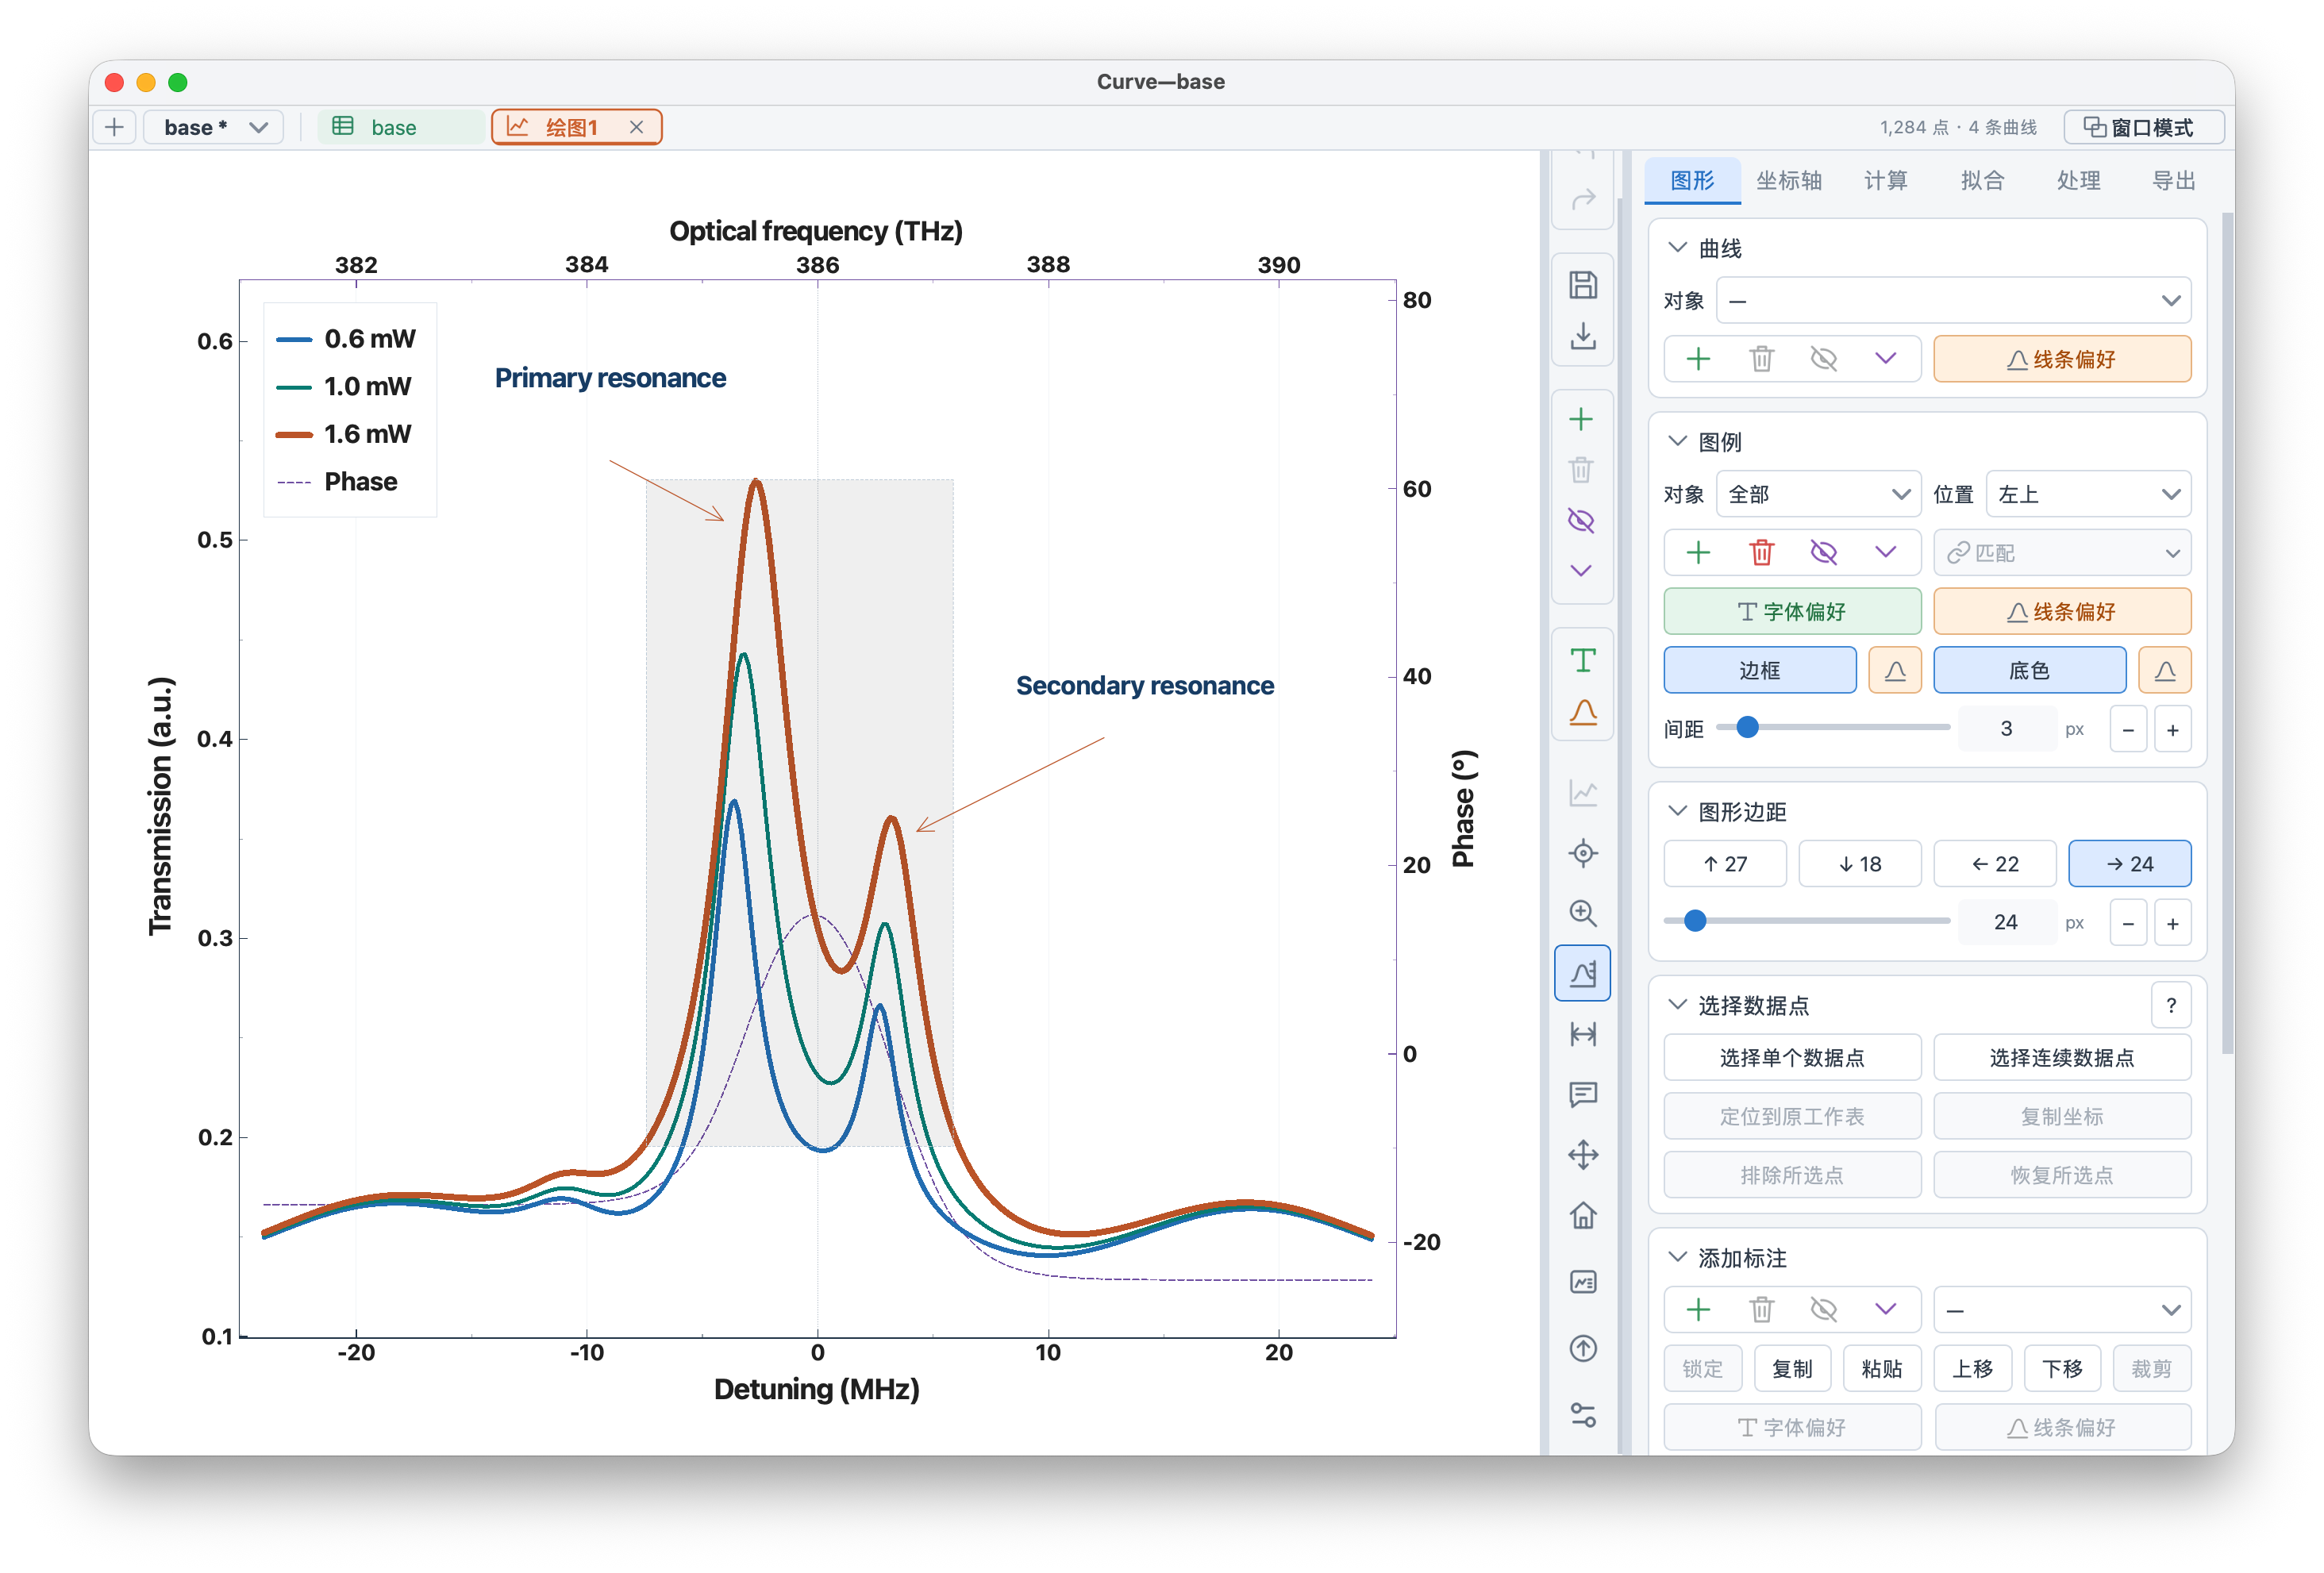 Curve—base
base *
base
绘图1
1,284 点 · 4 条曲线
窗口模式
Optical frequency (THz)
382
384
386
388
390
0.6 mW
1.0 mW
1.6 mW
Phase
Primary resonance
Secondary resonance
0.6
0.5
0.4
0.3
0.2
0.1
Transmission (a.u.)
80
60
40
20
0
-20
Phase (°)
-20
-10
0
10
20
Detuning (MHz)
图形
坐标轴
计算
拟合
处理
导出
曲线
对象 —
线条偏好
图例
对象 全部 位置 左上
匹配
字体偏好 线条偏好
边框 底色
间距 3 px − +
图形边距
↑ 27 ↓ 18 ← 22 → 24
24 px − +
选择数据点 ?
选择单个数据点 选择连续数据点
定位到原工作表 复制坐标
排除所选点 恢复所选点
添加标注
—
锁定 复制 粘贴 上移 下移 裁剪
字体偏好 线条偏好